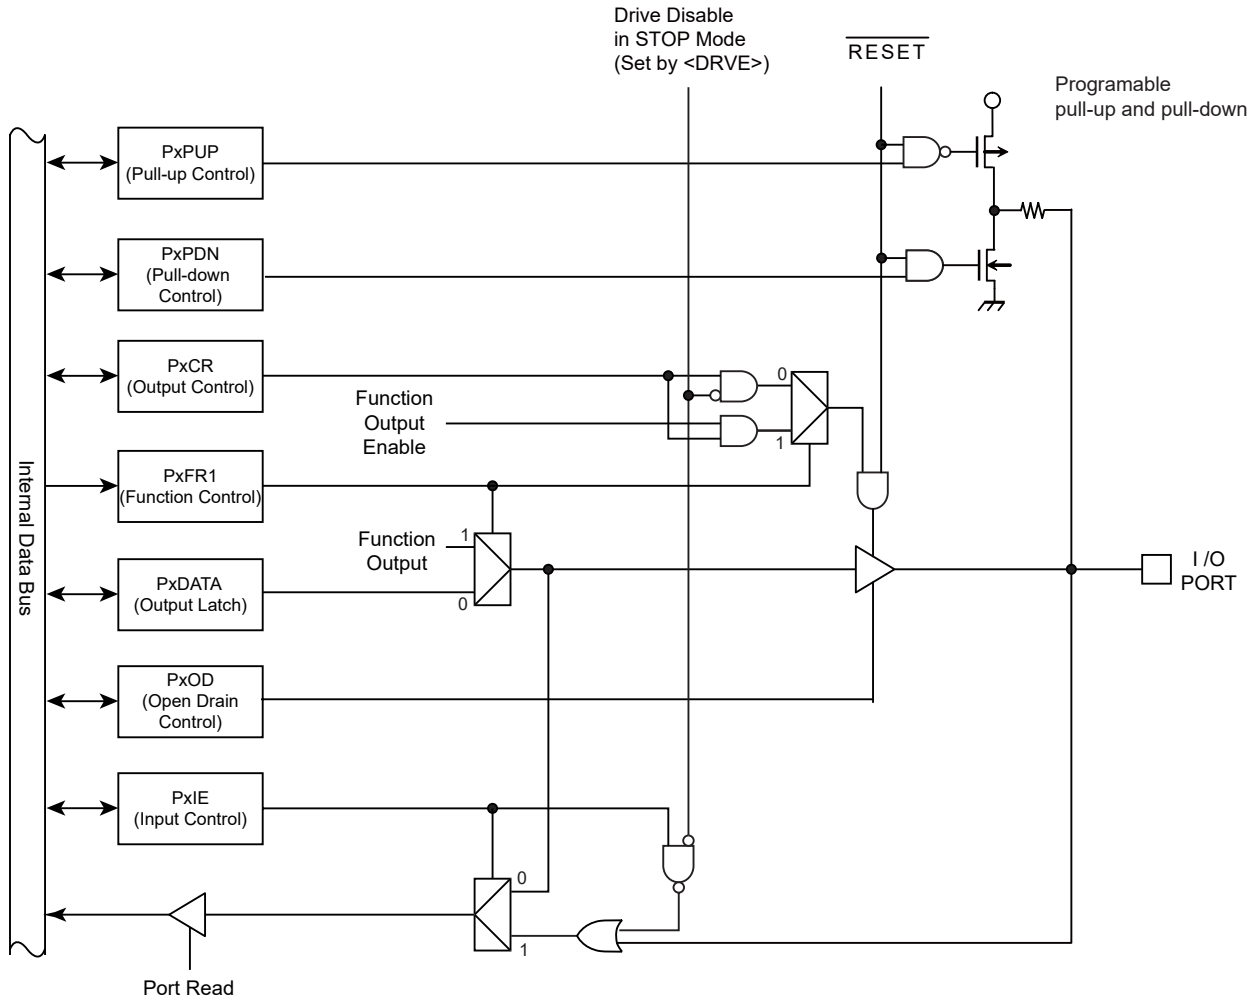 Drive Disable
in STOP Mode
(Set by <DRVE>)
RESET
Programable
pull-up and pull-down
PxPUP
(Pull-up Control)
PxPDN
(Pull-down
Control)
PxCR
(Output Control)
0
Function
Output
Enable
1
PxFR1
(Function Control)
Internal Data Bus
1
Function
Output
I /O
PORT
PxDATA
(Output Latch)
0
PxOD
(Open Drain
Control)
PxIE
(Input Control)
0
1
Port Read